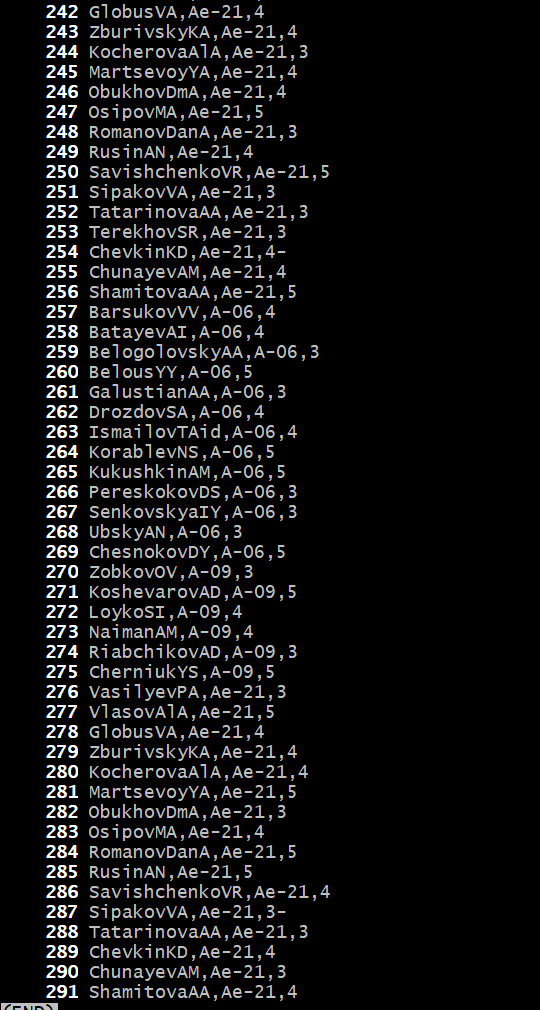 242 GlobusVA,Ae-21,4
243 ZburivskyKA,Ae-21,4
244 KocherovaAlA,Ae-21,3
245 MartsevoyYA,Ae-21,4
246 ObukhovDmA,Ae-21,4
247 OsipovMA,Ae-21,5
248 RomanovDanA,Ae-21,3
249 RusinAN,Ae-21,4
250 SavishchenkoVR,Ae-21,5
251 SipakovVA,Ae-21,3
252 TatarinovaAA,Ae-21,3
253 TerekhovSR,Ae-21,3
254 ChevkinKD,Ae-21,4-
255 ChunayevAM,Ae-21,4
256 ShamitovaAA,Ae-21,5
257 BarsukovVV,A-06,4
258 BatayevAI,A-06,4
259 BelogolovskyAA,A-06,3
260 BelousYY,A-06,5
261 GalustianAA,A-06,3
262 DrozdovSA,A-06,4
263 IsmailovTAid,A-06,4
264 KorablevNS,A-06,5
265 KukushkinAM,A-06,5
266 PereskokovDS,A-06,3
267 SenkovskyaIY,A-06,3
268 UbskyAN,A-06,3
269 ChesnokovDY,A-06,5
270 ZobkovOV,A-09,3
271 KoshevarovAD,A-09,5
272 LoykoSI,A-09,4
273 NaimanAM,A-09,4
274 RiabchikovAD,A-09,3
275 CherniukYS,A-09,5
276 VasilyevPA,Ae-21,3
277 VlasovAlA,Ae-21,5
278 GlobusVA,Ae-21,4
279 ZburivskyKA,Ae-21,4
280 KocherovaAlA,Ae-21,4
281 MartsevoyYA,Ae-21,5
282 ObukhovDmA,Ae-21,3
283 OsipovMA,Ae-21,4
284 RomanovDanA,Ae-21,5
285 RusinAN,Ae-21,5
286 SavishchenkoVR,Ae-21,4
287 SipakovVA,Ae-21,3-
288 TatarinovaAA,Ae-21,3
289 ChevkinKD,Ae-21,4
290 ChunayevAM,Ae-21,3
291 ShamitovaAA,Ae-21,4
(END)